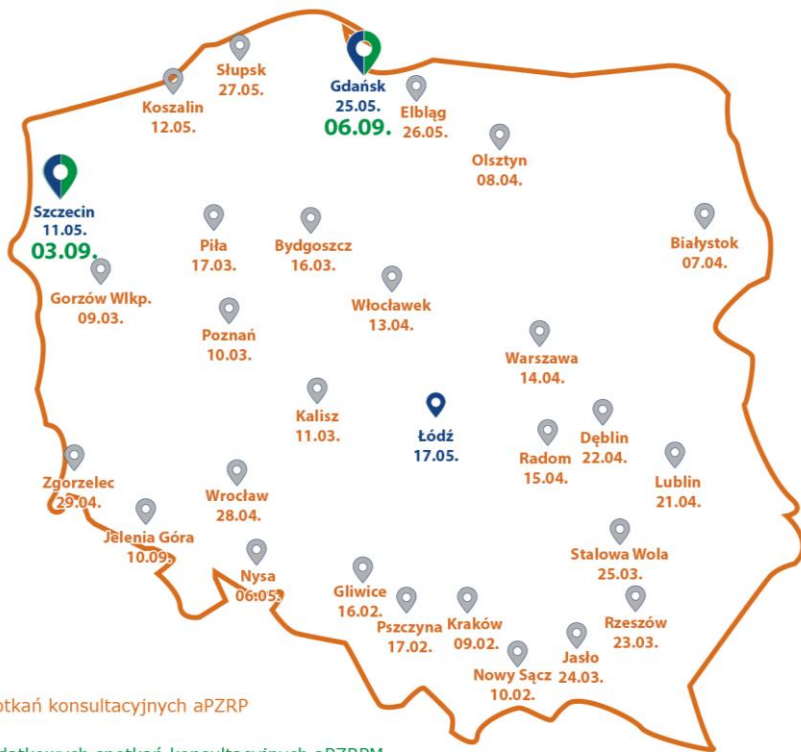 Słupsk
27.05.
Koszalin
12.05.
Gdańsk
25.05.
06.09.
Elbląg
26.05.
Olsztyn
08.04.
Szczecin
11.05.
03.09.
Piła
17.03.
Bydgoszcz
16.03.
Białystok
07.04.
Gorzów Wlkp.
09.03.
Włocławek
13.04.
Poznań
10.03.
Warszawa
14.04.
Kalisz
11.03.
Łódź
17.05.
Dęblin
22.04.
Radom
15.04.
Lublin
21.04.
Zgorzelec
29.04.
Wrocław
28.04.
Jelenia Góra
10.09.
Stalowa Wola
25.03.
Nysa
06.05.
Gliwice
16.02.
Pszczyna
17.02.
Kraków
09.02.
Rzeszów
23.03.
Jasło
24.03.
Nowy Sącz
10.02.
otkań konsultacyjnych aPZRP
datkowych spotkań konsultacyjnych aPZRPM